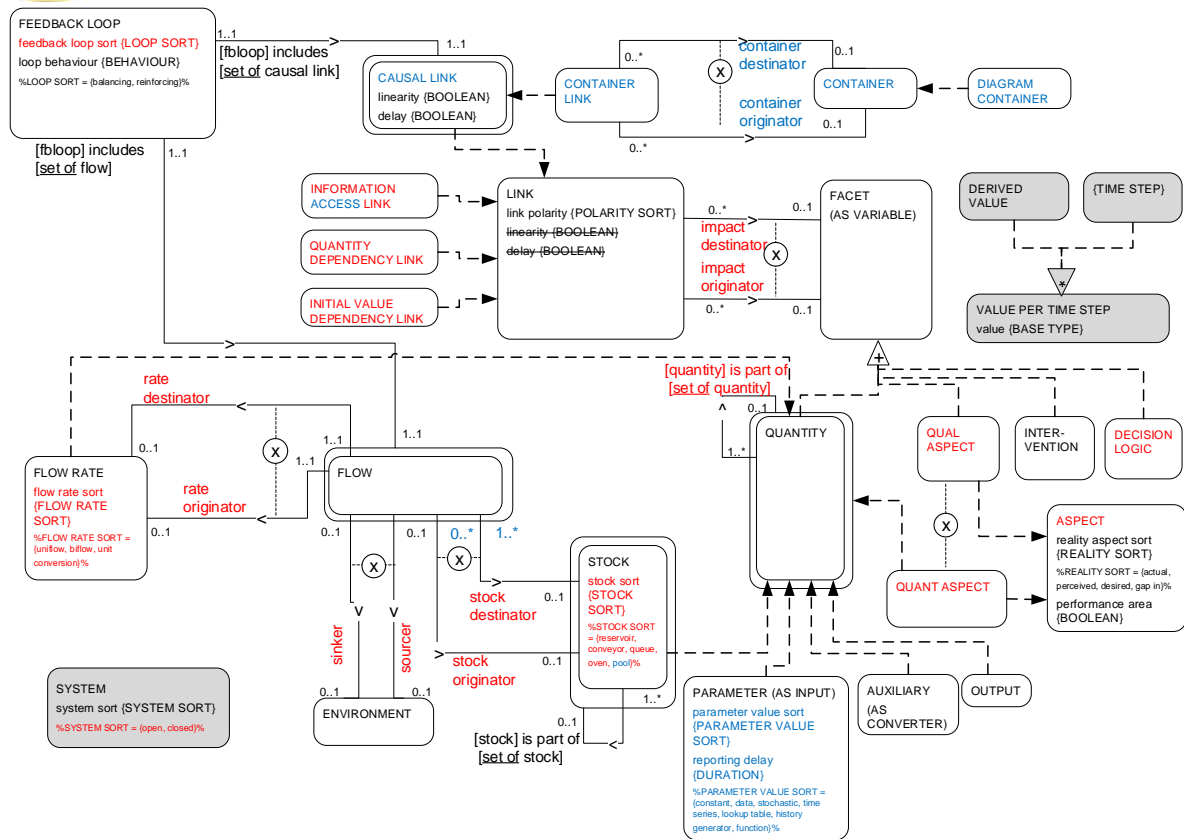 FEEDBACK LOOP
feedback loop sort {LOOP SORT}
loop behaviour {BEHAVIOUR}
%LOOP SORT = {balancing, reinforcing}%
1..1
[fbloop] includes
[set of causal link]
>
1..1
CAUSAL LINK
linearity {BOOLEAN}
delay {BOOLEAN}
CONTAINER
LINK
0..*
>
container
destinator
0..1
X
container
originator
0..*
>
0..1
CONTAINER
DIAGRAM
CONTAINER
[fbloop] includes
[set of flow]
1..1
INFORMATION
ACCESS LINK
QUANTITY
DEPENDENCY LINK
INITIAL VALUE
DEPENDENCY LINK
LINK
link polarity {POLARITY SORT}
linearity {BOOLEAN}
delay {BOOLEAN}
0..*
>
0..1
impact
destinator
X
impact
originator
0..*
>
0..1
FACET
(AS VARIABLE)
DERIVED
VALUE
{TIME STEP}
*
VALUE PER TIME STEP
value {BASE TYPE}
+
>
rate
destinator
<
0..1
X
1..1
1..1
1..1
rate
originator
<
0..1
FLOW RATE
flow rate sort
{FLOW RATE
SORT}
%FLOW RATE SORT =
{uniflow, biflow, unit
conversion}%
FLOW
0..1
0..1
0..*
1..*
X
X
>
>
sinker
sourcer
0..1
0..1
ENVIRONMENT
>
0..1
stock
destinator
>
0..1
stock
originator
STOCK
stock sort
{STOCK
SORT}
%STOCK SORT
= {reservoir,
conveyor, queue,
oven, pool}%
1..*
0..1
<
[stock] is part of
[set of stock]
[quantity] is part of
[set of quantity]
0..1
>
1..*
QUANTITY
QUAL
ASPECT
INTER-
VENTION
DECISION
LOGIC
X
QUANT ASPECT
ASPECT
reality aspect sort
{REALITY SORT}
%REALITY SORT = {actual,
perceived, desired, gap in}%
performance area
{BOOLEAN}
PARAMETER (AS INPUT)
parameter value sort
{PARAMETER VALUE
SORT}
reporting delay
{DURATION}
%PARAMETER VALUE SORT =
{constant, data, stochastic, time
series, lookup table, history
generator, function}%
AUXILIARY
(AS
CONVERTER)
OUTPUT
SYSTEM
system sort {SYSTEM SORT}
%SYSTEM SORT = {open, closed}%